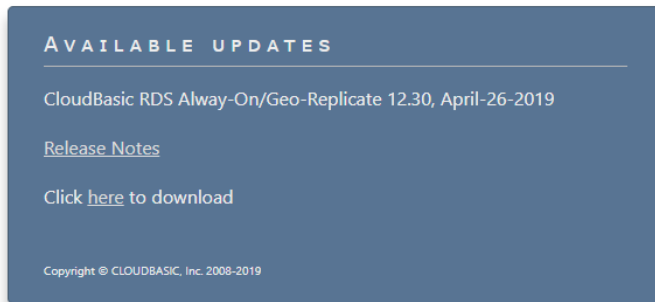 AVAILABLE UPDATES
CloudBasic RDS Alway-On/Geo-Replicate 12.30, April-26-2019
Release Notes
Click here to download
Copyright © CLOUDBASIC, Inc. 2008-2019